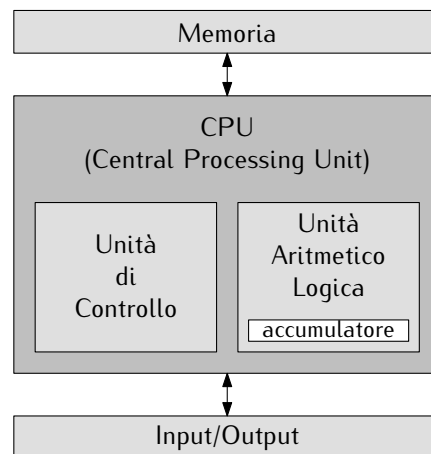 Memoria
CPU
(Central Processing Unit)
Unità
di
Controllo
Unità
Aritmetico
Logica
accumulatore
Input/Output